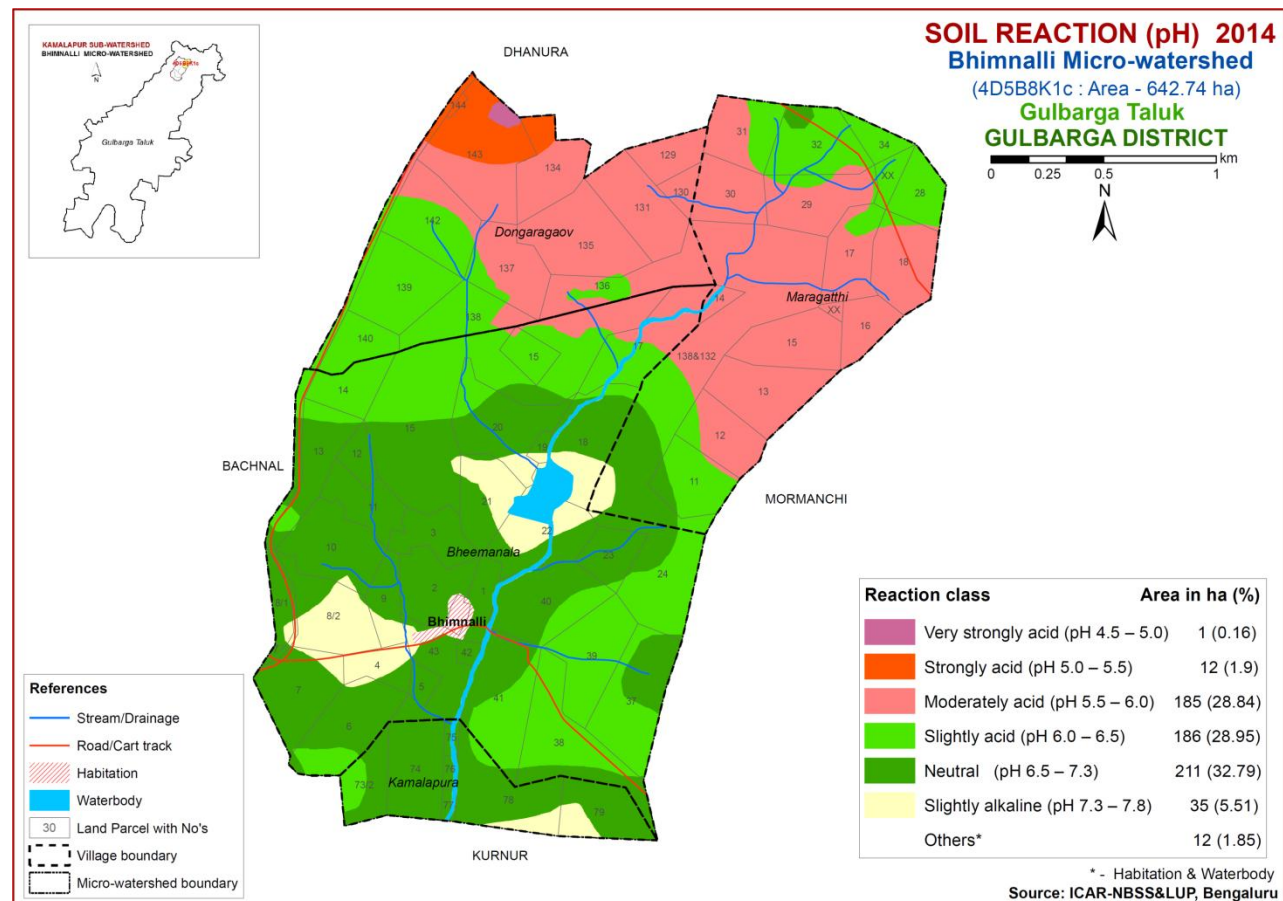 KAMALAPUR SUB-WATERSHED
BHIMNALLI MICRO-WATERSHED
N
Gulbarga Taluk
SOIL REACTION (pH) 2014
Bhimnalli Micro-watershed
(4D5B8K1c : Area - 642.74 ha)
Gulbarga Taluk
GULBARGA DISTRICT
km
0 0.25 0.5 1
N
DHANURA
144
143
134
129
31
32
34
XX
28
130
30
29
131
142
Dongaragaov
135
137
17
18
139
136
14
Maragatthi
XX
16
138
140
17
15
138&132
15
14
13
15
20
19
18
12
13
12
BACHNAL
11
MORMANCHI
21
11
22
3
10
Bheemanala
23
24
2
1
9
40
8/1
8/2
Bhimnalli
43
42
39
4
5
7
41
37
6
38
75
74
76
73/2
Kamalapura
77
78
79
KURNUR
References
Stream/Drainage
Road/Cart track
Habitation
Waterbody
30 Land Parcel with No's
Village boundary
Micro-watershed boundary
Reaction class Area in ha (%)
Very strongly acid (pH 4.5 – 5.0) 1 (0.16)
Strongly acid (pH 5.0 – 5.5) 12 (1.9)
Moderately acid (pH 5.5 – 6.0) 185 (28.84)
Slightly acid (pH 6.0 – 6.5) 186 (28.95)
Neutral (pH 6.5 – 7.3) 211 (32.79)
Slightly alkaline (pH 7.3 – 7.8) 35 (5.51)
Others* 12 (1.85)
* - Habitation & Waterbody
Source: ICAR-NBSS&LUP, Bengaluru